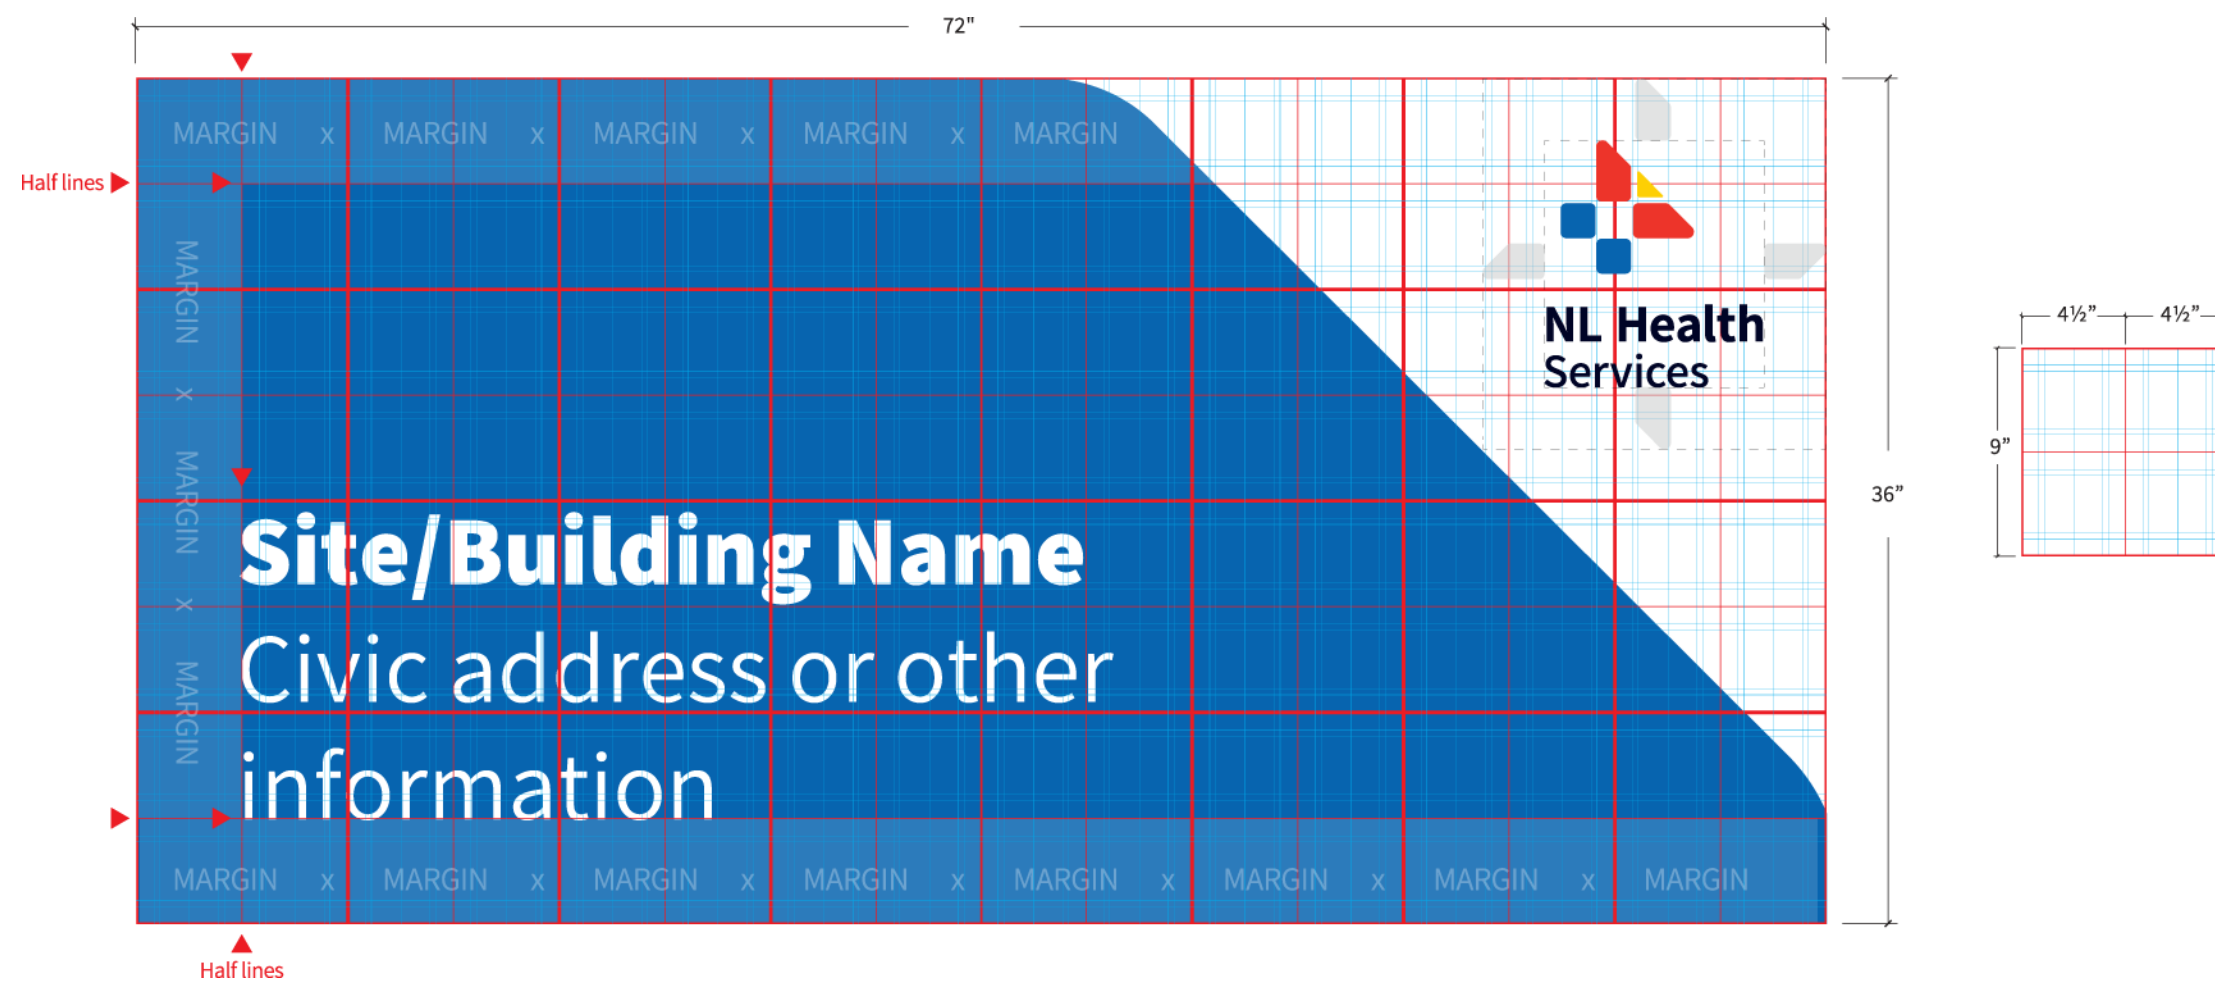 72"
MARGIN x MARGIN x MARGIN x MARGIN x MARGIN
Half lines
MARGIN x MARGIN x MARGIN
NL Health
Services
4½” 4½”
9”
36”
Site/Building Name
Civic address or other
information
MARGIN x MARGIN x MARGIN x MARGIN x MARGIN x MARGIN x MARGIN x MARGIN
Half lines